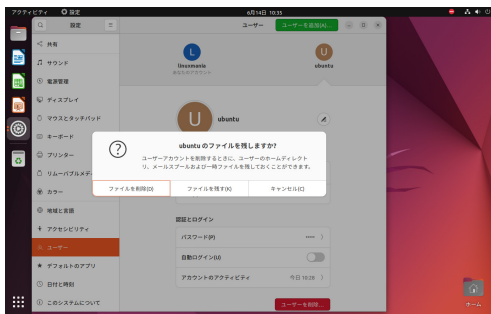 アクティビティ 設定
6月14日 10:35
設定
ユーザー
ユーザーを追加(A)...
共有
サウンド
電源管理
ディスプレイ
マウスとタッチパッド
キーボード
プリンター
リムーバブルメデ
カラー
地域と言語
アクセシビリティ
ユーザー
デフォルトのアプリ
日付と時刻
このシステムについて
L
linuxmania
あなたのアカウント
U
ubuntu
U
ubuntu
ubuntu のファイルを残しますか?
ユーザーアカウントを削除するときに、ユーザーのホームディレクト
リ、メールスプールおよび一時ファイルを残しておくことができます。
ファイルを削除(D)
ファイルを残す(K)
キャンセル(C)
認証とログイン
パスワード(P)
自動ログイン(U)
アカウントのアクティビティ
今日 10:28
ユーザーを削除...
ホーム